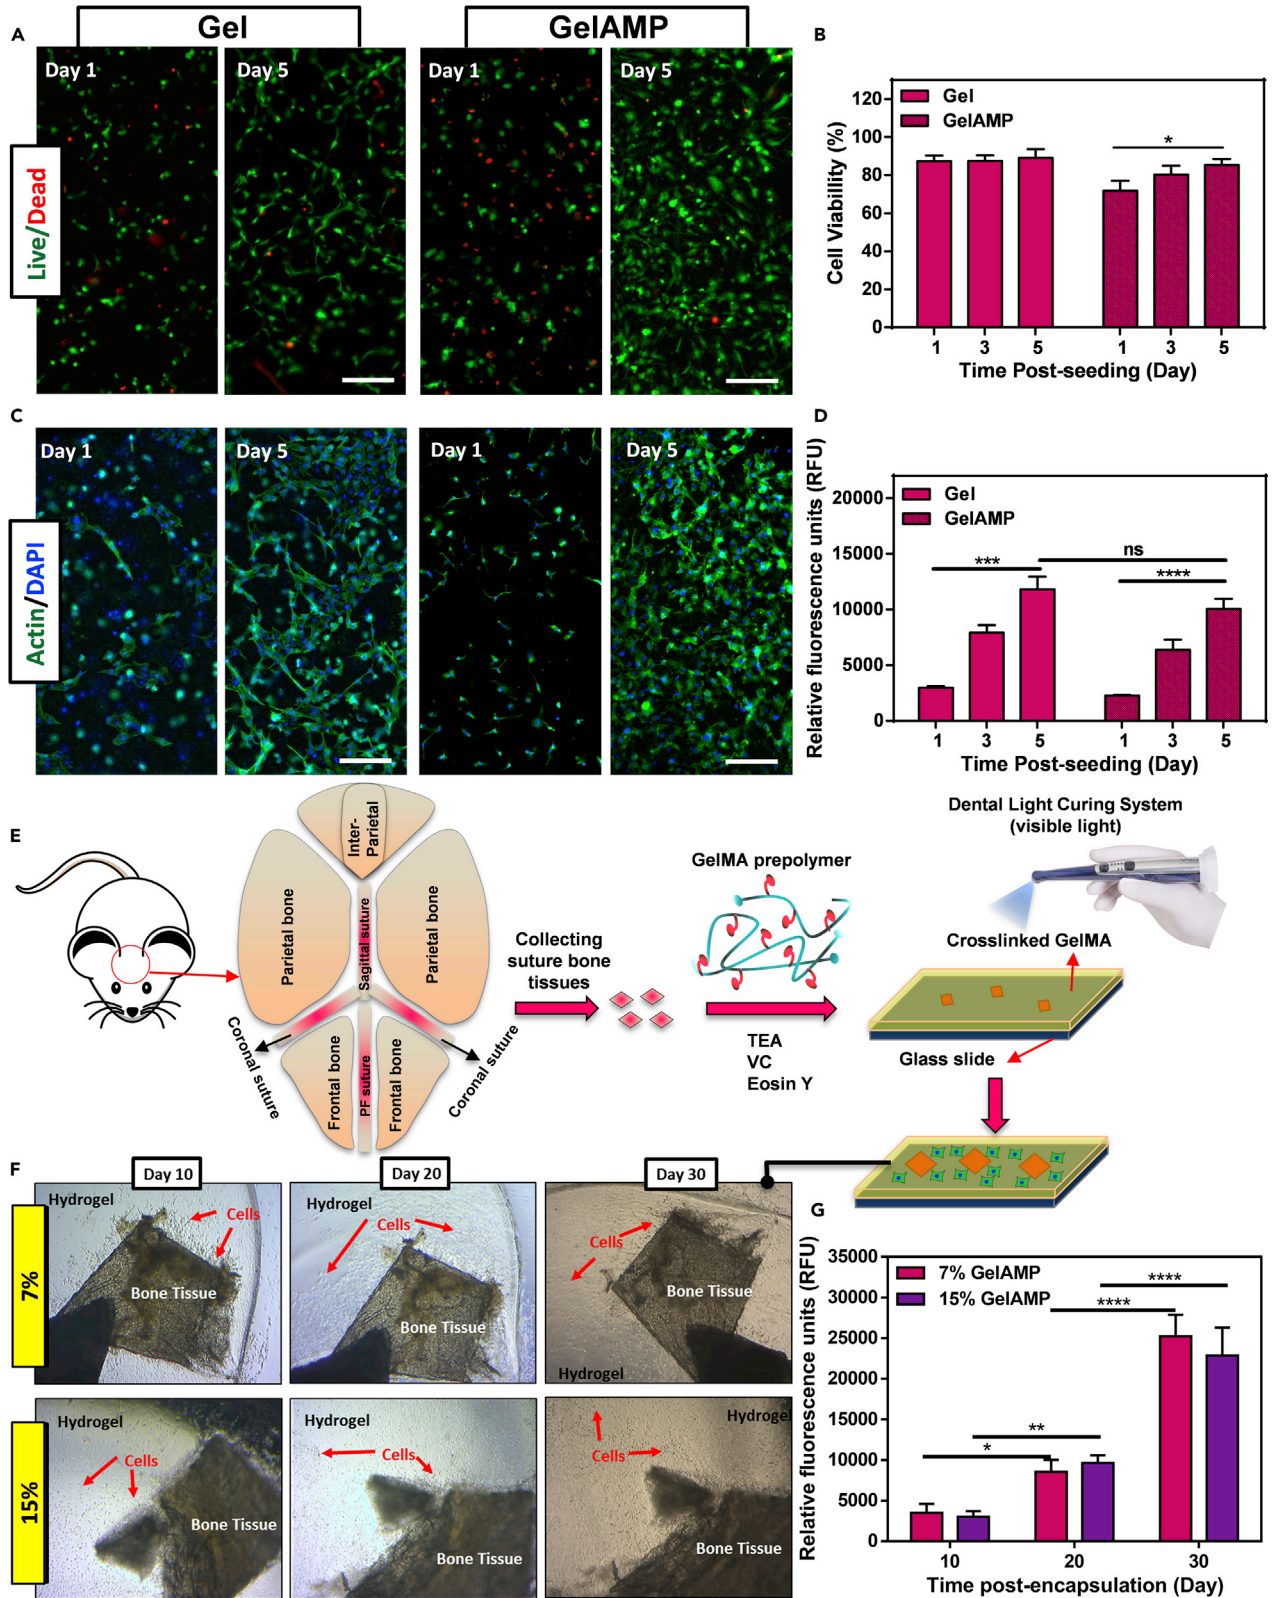 A
Gel
GelAMP
Day 1
Day 5
Day 1
Day 5
Live/Dead
B
Cell Viability (%)
120
100
80
60
40
20
0
Gel
GelAMP
*
1 3 5 1 3 5
Time Post-seeding (Day)
C
Day 1
Day 5
Day 1
Day 5
Actin/DAPI
D
Relative fluorescence units (RFU)
20000
15000
10000
5000
0
Gel
GelAMP
***
ns
****
1 3 5 1 3 5
Time Post-seeding (Day)
E
Inter-
Parietal
Parietal bone
Sagittal suture
Parietal bone
Coronal suture
Frontal bone
PF suture
Frontal bone
Coronal suture
Collecting
suture bone
tissues
GelMA prepolymer
TEA
VC
Eosin Y
Dental Light Curing System
(visible light)
Crosslinked GelMA
Glass slide
F
Day 10
Day 20
Day 30
7%
Hydrogel
Cells
Bone Tissue
Hydrogel
Cells
Bone Tissue
Cells
Bone Tissue
Hydrogel
15%
Hydrogel
Cells
Bone Tissue
Cells
Hydrogel
Bone Tissue
Hydrogel
Cells
Bone Tissue
G
Relative fluorescence units (RFU)
35000
30000
25000
20000
15000
10000
5000
0
7% GelAMP
15% GelAMP
****
****
**
*
10 20 30
Time post-encapsulation (Day)